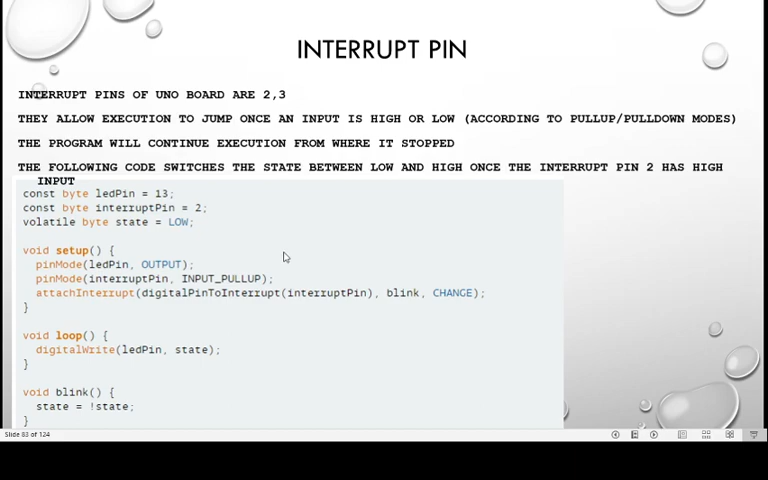 INTERRUPT PIN
INTERRUPT PINS OF UNO BOARD ARE 2,3
THEY ALLOW EXECUTION TO JUMP ONCE AN INPUT IS HIGH OR LOW (ACCORDING TO PULLUP/PULLDOWN MODES)
THE PROGRAM WILL CONTINUE EXECUTION FROM WHERE IT STOPPED
THE FOLLOWING CODE SWITCHES THE STATE BETWEEN LOW AND HIGH ONCE THE INTERRUPT PIN 2 HAS HIGH
INPUT
const byte ledPin = 13;
const byte interruptPin = 2;
volatile byte state = LOW;
void setup() {
pinMode(ledPin, OUTPUT);
pinMode(interruptPin, INPUT_PULLUP);
attachInterrupt(digitalPinToInterrupt(interruptPin), blink, CHANGE);
}
void loop() {
digitalWrite(ledPin, state);
}
void blink() {
state = !state;
}
Slide 83 of 124